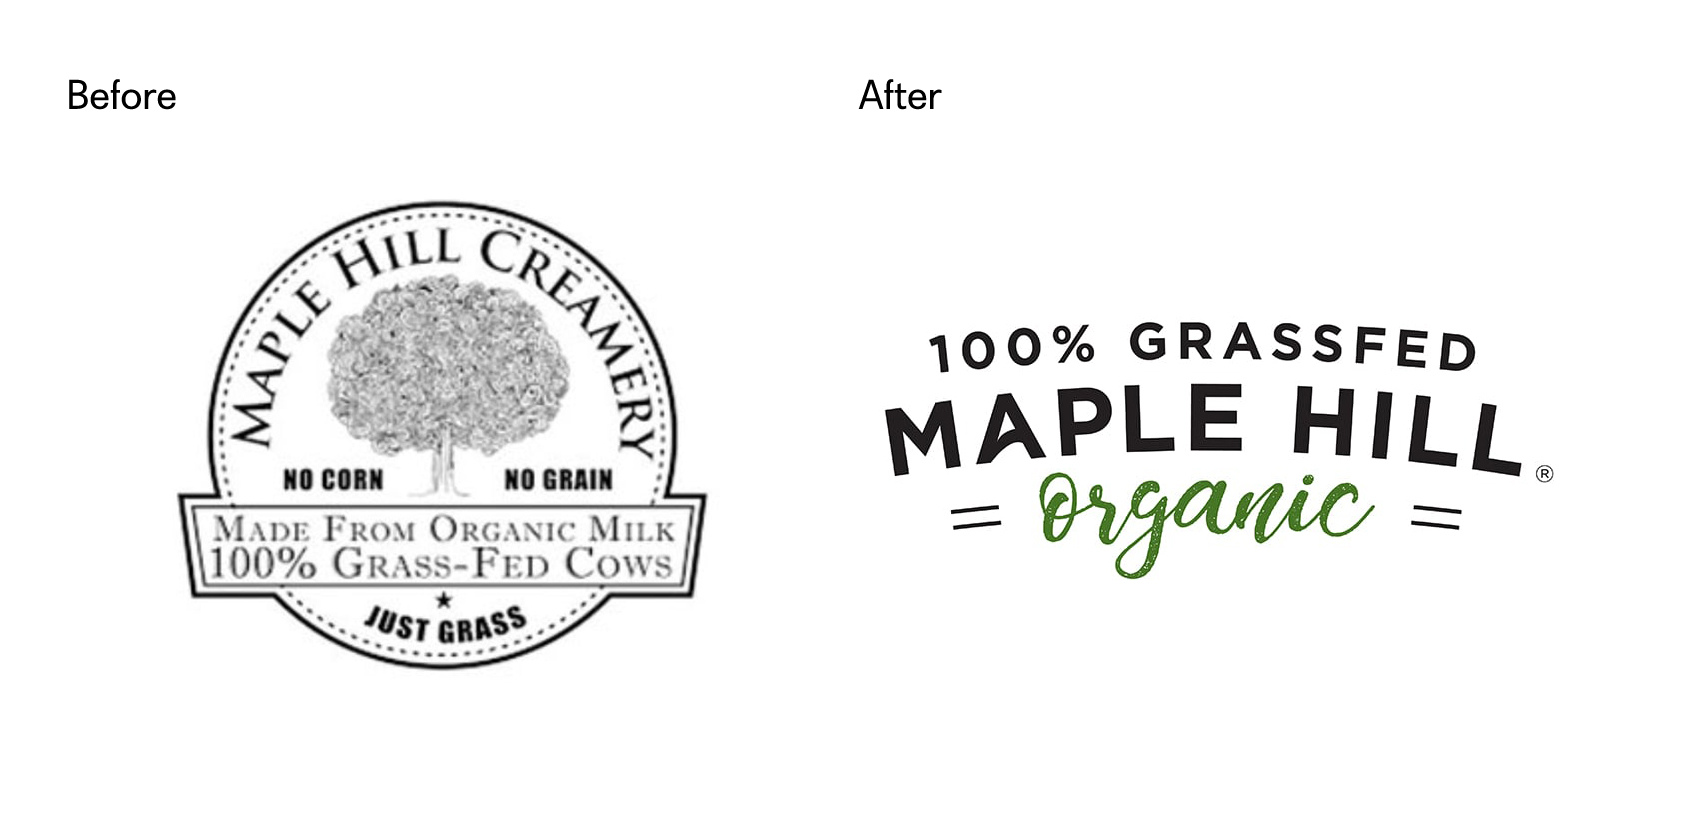 Before
After
MAPLE HILL CREAMERY
NO CORN
NO GRAIN
MADE FROM ORGANIC MILK
100% GRASS-FED COWS
JUST GRASS
100% GRASSFED
MAPLE HILL®
organic